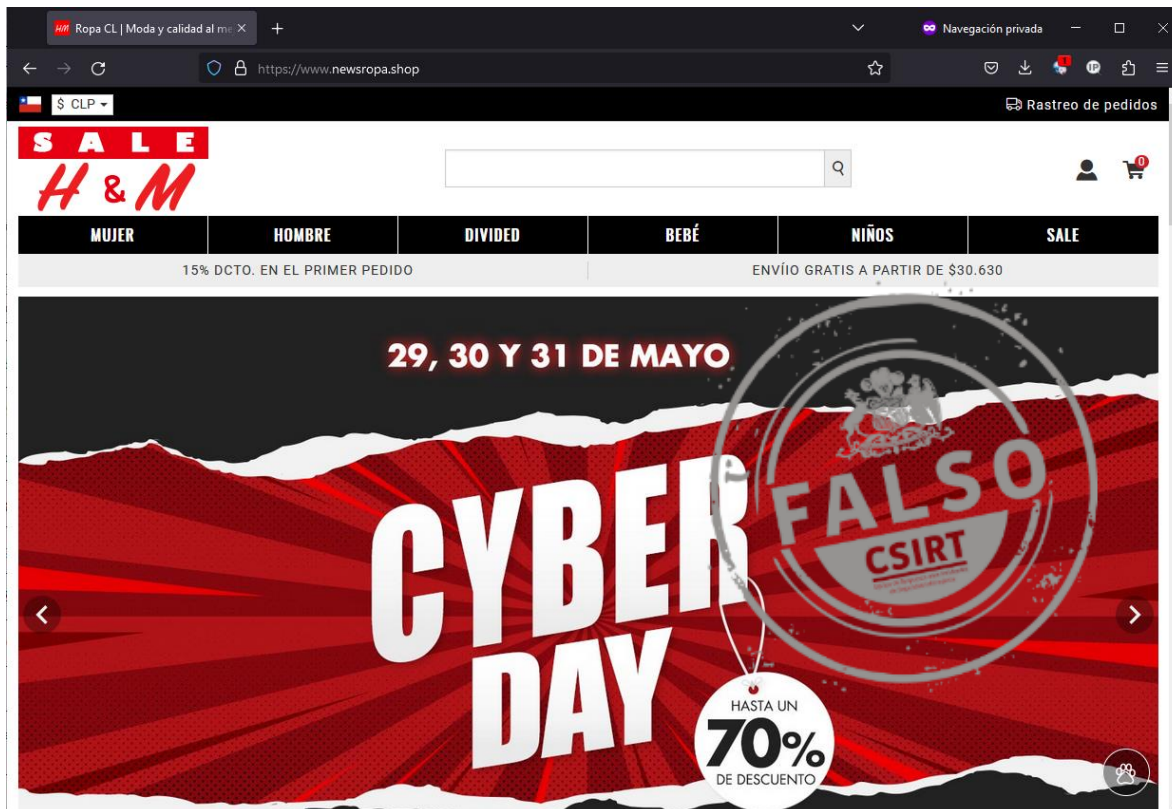 Ropa CL | Moda y calidad al me
Navegación privada
https://www.newsropa.shop
$ CLP
Rastreo de pedidos
SALE
H & M
0
MUJER
HOMBRE
DIVIDED
BEBÉ
NIÑOS
SALE
15% DCTO. EN EL PRIMER PEDIDO
ENVÍIO GRATIS A PARTIR DE $30.630
29, 30 Y 31 DE MAYO
CYBER
DAY
HASTA UN
70%
DE DESCUENTO
FALSO
CSIRT